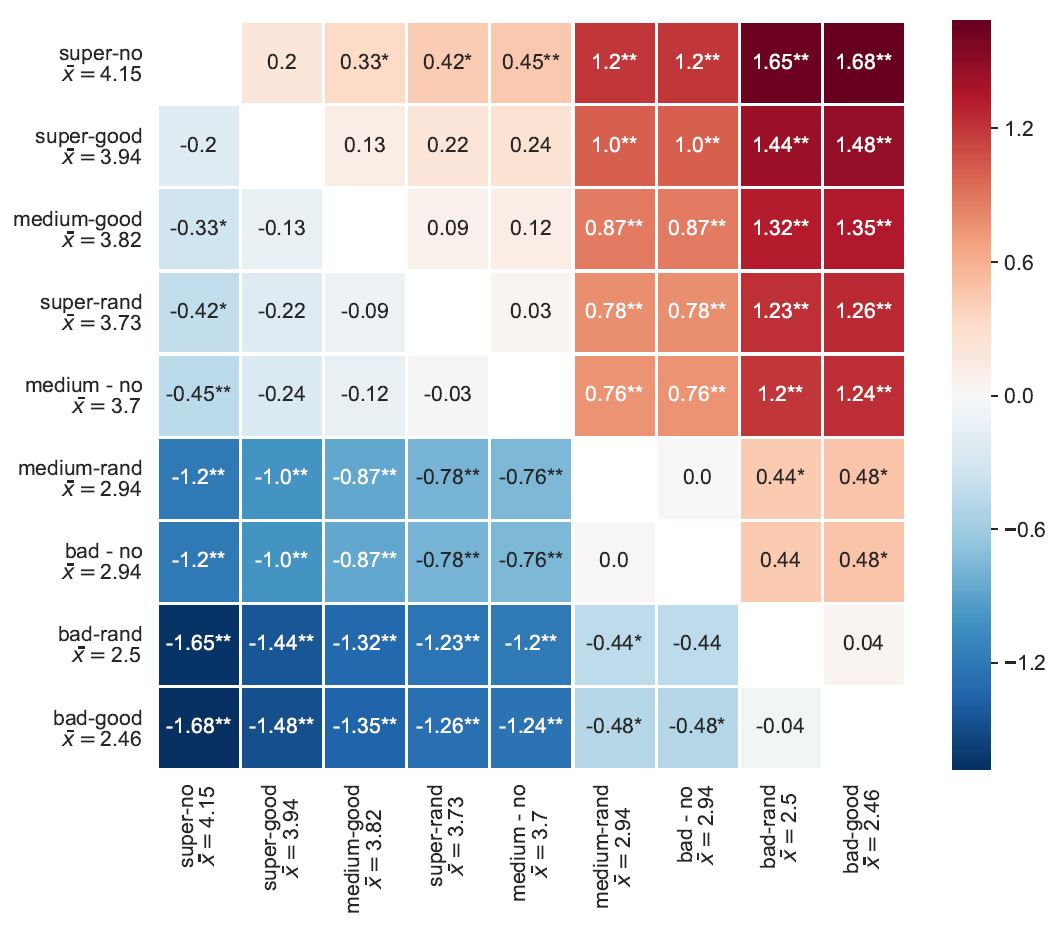 super-no
x̄ = 4.15
0.2 0.33* 0.42* 0.45** 1.2** 1.2** 1.65** 1.68**
super-good
x̄ = 3.94
-0.2 0.13 0.22 0.24 1.0** 1.0** 1.44** 1.48**
medium-good
x̄ = 3.82
-0.33* -0.13 0.09 0.12 0.87** 0.87** 1.32** 1.35**
super-rand
x̄ = 3.73
-0.42* -0.22 -0.09 0.03 0.78** 0.78** 1.23** 1.26**
medium - no
x̄ = 3.7
-0.45** -0.24 -0.12 -0.03 0.76** 0.76** 1.2** 1.24**
medium-rand
x̄ = 2.94
-1.2** -1.0** -0.87** -0.78** -0.76** 0.0 0.44* 0.48*
bad - no
x̄ = 2.94
-1.2** -1.0** -0.87** -0.78** -0.76** 0.0 0.44 0.48*
bad-rand
x̄ = 2.5
-1.65** -1.44** -1.32** -1.23** -1.2** -0.44* -0.44 0.04
bad-good
x̄ = 2.46
-1.68** -1.48** -1.35** -1.26** -1.24** -0.48* -0.48* -0.04
super-no
x̄ = 4.15
super-good
x̄ = 3.94
medium-good
x̄ = 3.82
super-rand
x̄ = 3.73
medium - no
x̄ = 3.7
medium-rand
x̄ = 2.94
bad - no
x̄ = 2.94
bad-rand
x̄ = 2.5
bad-good
x̄ = 2.46
1.2
0.6
0.0
−0.6
−1.2